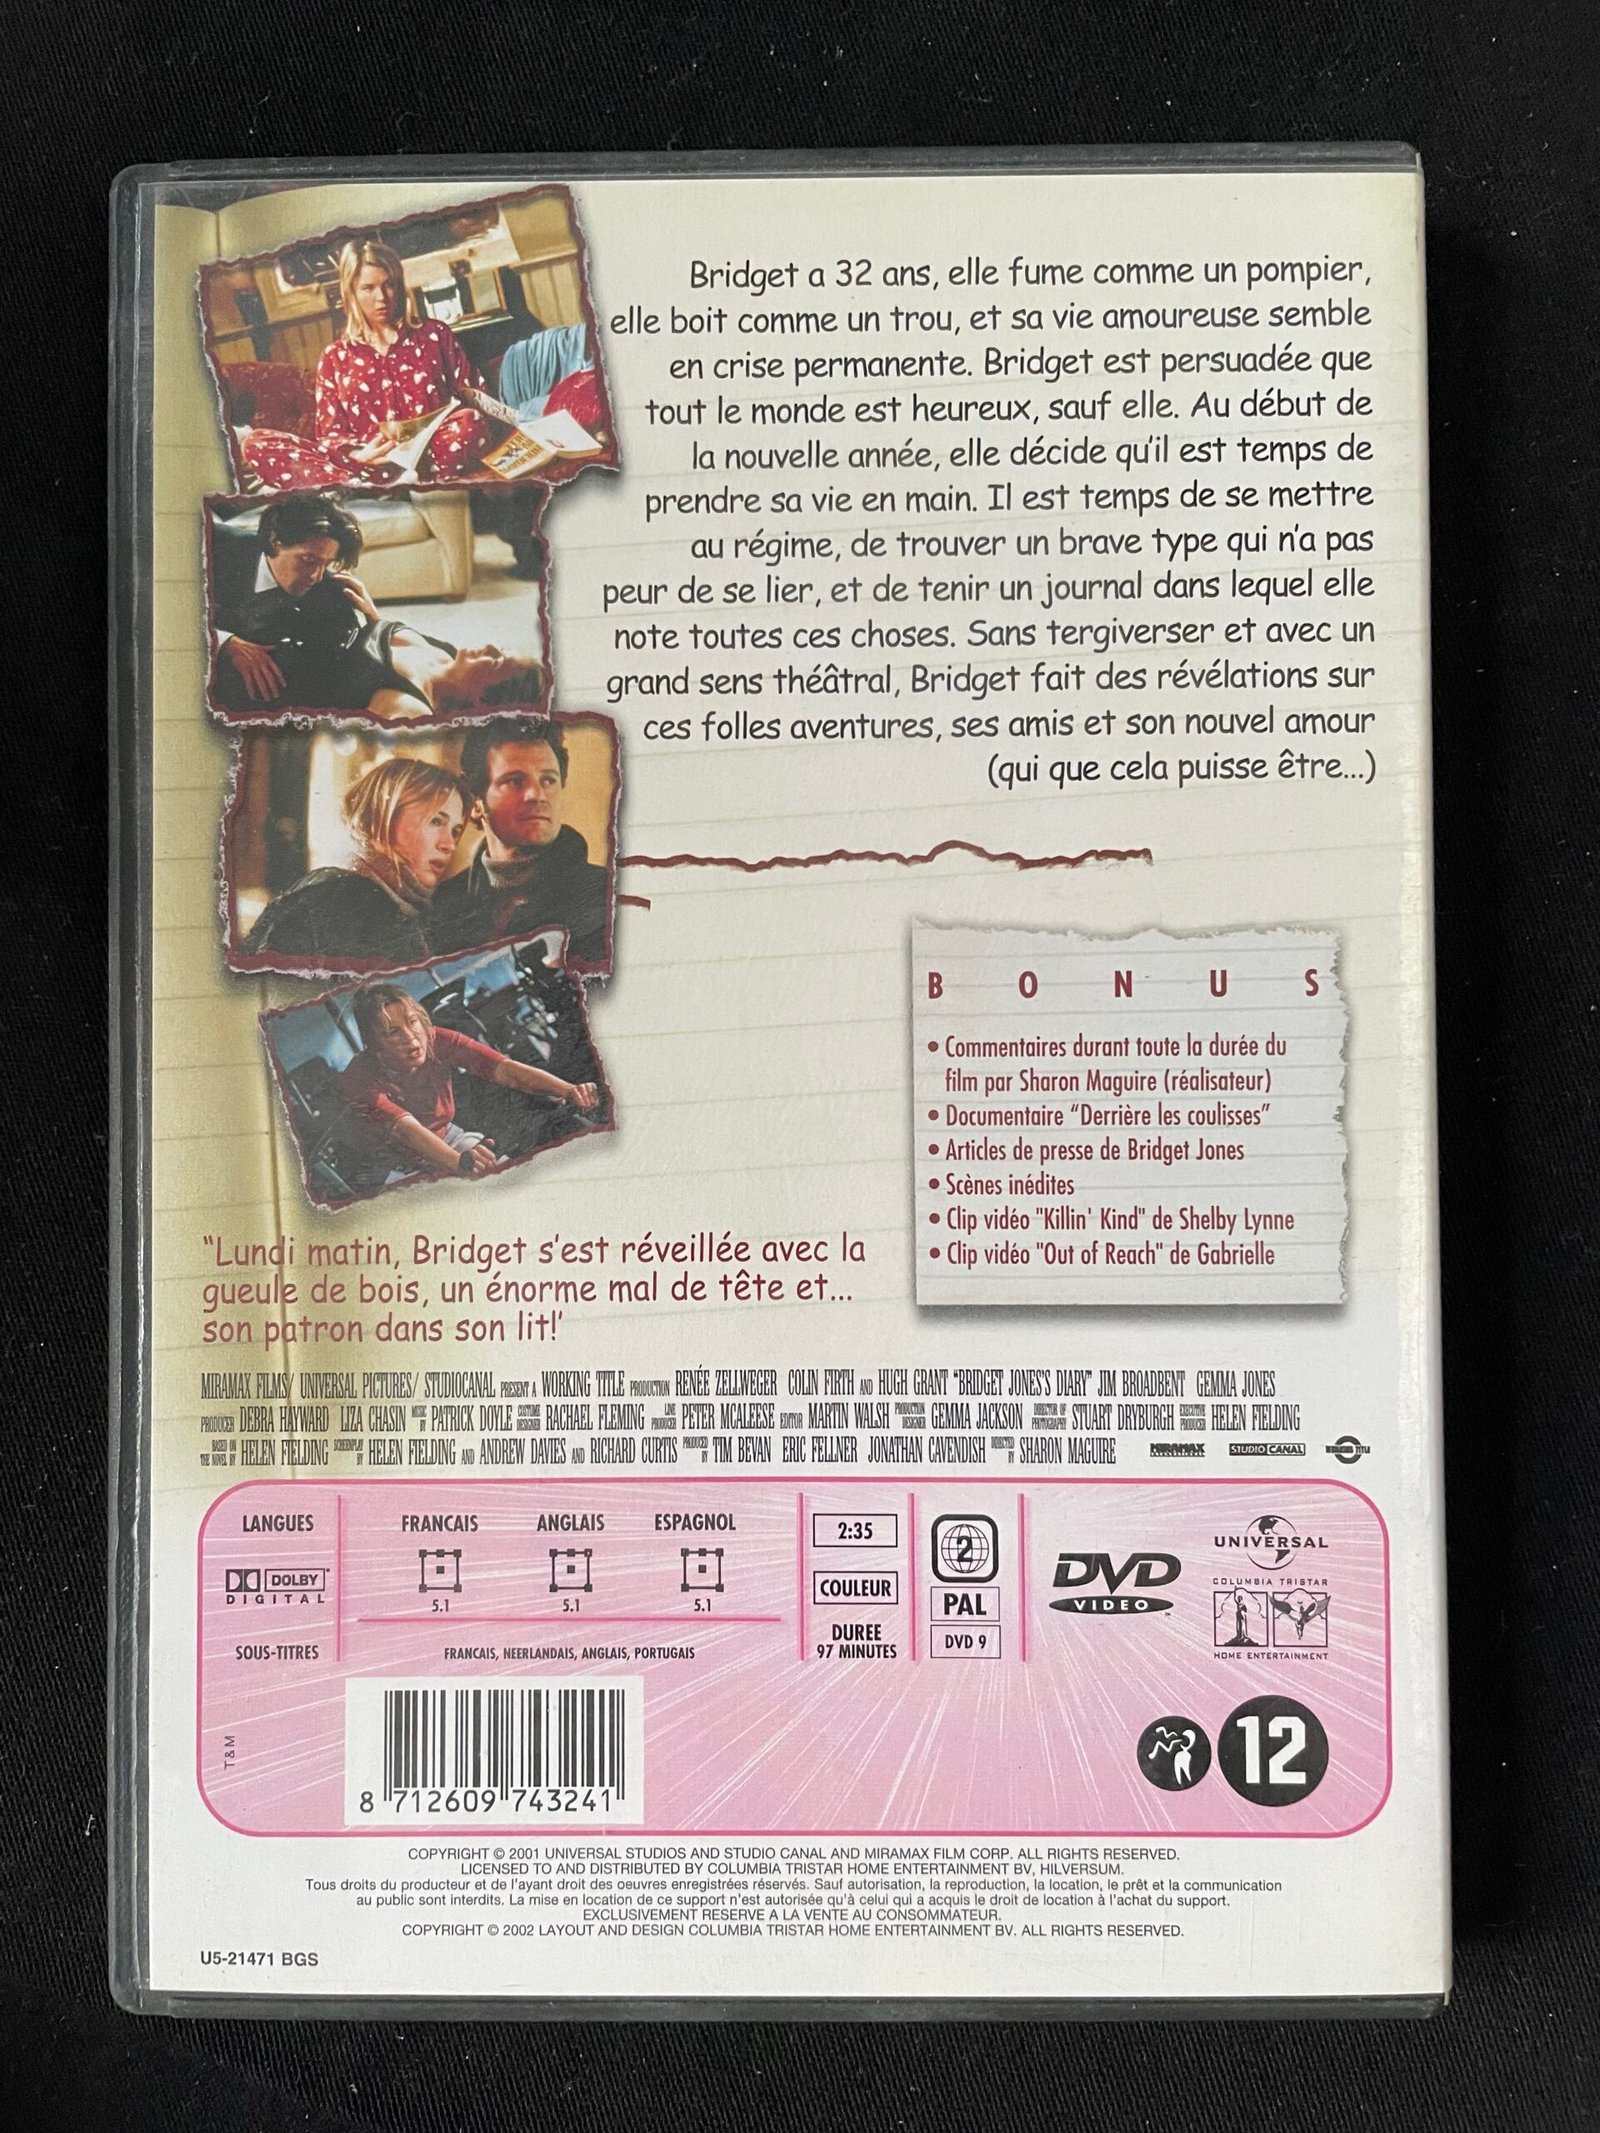 Bridget a 32 ans, elle fume comme un pompier,
elle boit comme un trou, et sa vie amoureuse semble
en crise permanente. Bridget est persuadée que
tout le monde est heureux, sauf elle. Au début de
la nouvelle année, elle décide qu'il est temps de
prendre sa vie en main. Il est temps de se mettre
au régime, de trouver un brave type qui n'a pas
peur de se lier, et de tenir un journal dans lequel elle
note toutes ces choses. Sans tergiverser et avec un
grand sens théâtral, Bridget fait des révélations sur
ces folles aventures, ses amis et son nouvel amour
(qui que cela puisse être...)
BONUS
• Commentaires durant toute la durée du
film par Sharon Maguire (réalisateur)
• Documentaire "Derrière les coulisses"
• Articles de presse de Bridget Jones
• Scènes inédites
• Clip vidéo "Killin' Kind" de Shelby Lynne
• Clip vidéo "Out of Reach" de Gabrielle
"Lundi matin, Bridget s'est réveillée avec la
gueule de bois, un énorme mal de tête et...
son patron dans son lit!'
MIRAMAX FILMS/ UNIVERSAL PICTURES/ STUDIOCANAL PRESENT A WORKING TITLE PRODUCTION RENÉE ZELLWEGER COLIN FIRTH AND HUGH GRANT "BRIDGET JONES'S DIARY" JIM BROADBENT GEMMA JONES
PRODUCER DEBRA HAYWARD LIZA CHASIN MUSIC BY PATRICK DOYLE COSTUME DESIGNER RACHAEL FLEMING LINE PRODUCER PETER MCALEESE EDITOR MARTIN WALSH PRODUCTION DESIGNER GEMMA JACKSON DIRECTOR OF PHOTOGRAPHY STUART DRYBURGH EXECUTIVE PRODUCER HELEN FIELDING
BASED ON THE NOVEL BY HELEN FIELDING SCREENPLAY BY HELEN FIELDING AND ANDREW DAVIES AND RICHARD CURTIS PRODUCED BY TIM BEVAN ERIC FELLNER JONATHAN CAVENDISH DIRECTED BY SHARON MAGUIRE MIRAMAX STUDIO CANAL WORKING TITLE
LANGUES
FRANCAIS ANGLAIS ESPAGNOL
DOLBY
DIGITAL
5.1 5.1 5.1
SOUS-TITRES
FRANCAIS, NEERLANDAIS, ANGLAIS, PORTUGAIS
2:35
COULEUR
DUREE
97 MINUTES
2
PAL
DVD 9
DVD
VIDEO
UNIVERSAL
COLUMBIA TRISTAR
HOME ENTERTAINMENT
T&M
8 712609 743241
12
COPYRIGHT © 2001 UNIVERSAL STUDIOS AND STUDIO CANAL AND MIRAMAX FILM CORP. ALL RIGHTS RESERVED.
LICENSED TO AND DISTRIBUTED BY COLUMBIA TRISTAR HOME ENTERTAINMENT BV, HILVERSUM.
Tous droits du producteur et de l'ayant droit des oeuvres enregistrées réservés. Sauf autorisation, la reproduction, la location, le prêt et la communication
au public sont interdits. La mise en location de ce support n'est autorisée qu'à celui qui a acquis le droit de location à l'achat du support.
EXCLUSIVEMENT RESERVE A LA VENTE AU CONSOMMATEUR.
COPYRIGHT © 2002 LAYOUT AND DESIGN COLUMBIA TRISTAR HOME ENTERTAINMENT BV. ALL RIGHTS RESERVED.
U5-21471 BGS